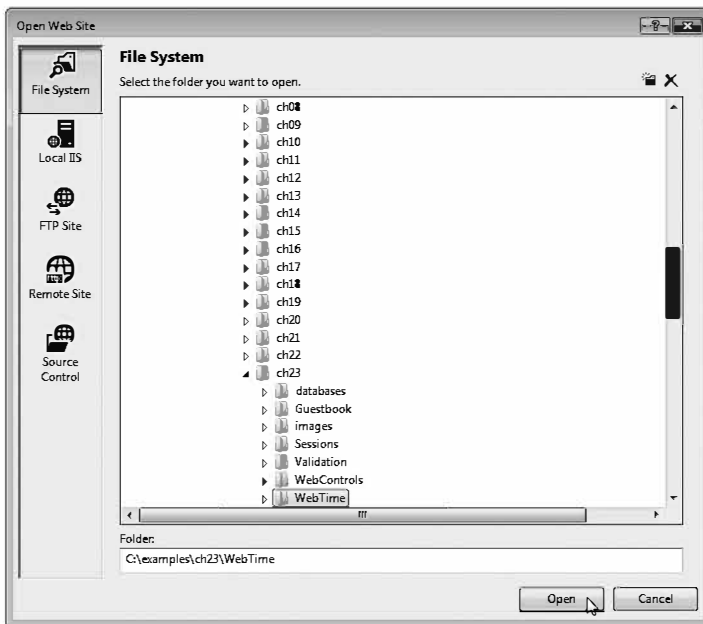 Open Web Site
File System
Local IIS
FTP Site
Remote Site
Source
Control
File System
Select the folder you want to open.
ch08
ch09
ch10
ch11
ch12
ch13
ch14
ch15
ch16
ch17
ch18
ch19
ch20
ch21
ch22
ch23
databases
Guestbook
images
Sessions
Validation
WebControls
WebTime
Folder:
C:\examples\ch23\WebTime
Open
Cancel